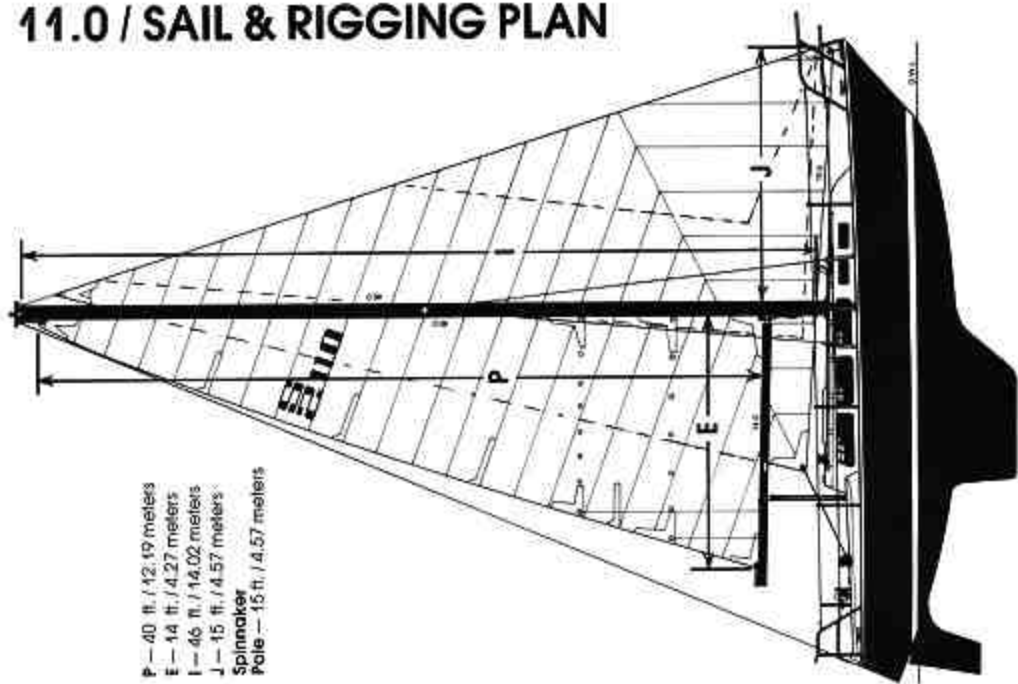 11.0 / SAIL & RIGGING PLAN
P — 40 ft. / 12.19 meters
E — 14 ft. / 4.27 meters
I — 46 ft. / 14.02 meters
J — 15 ft. / 4.57 meters
Spinnaker
Pole — 15 ft. / 4.57 meters
I
P
E
J